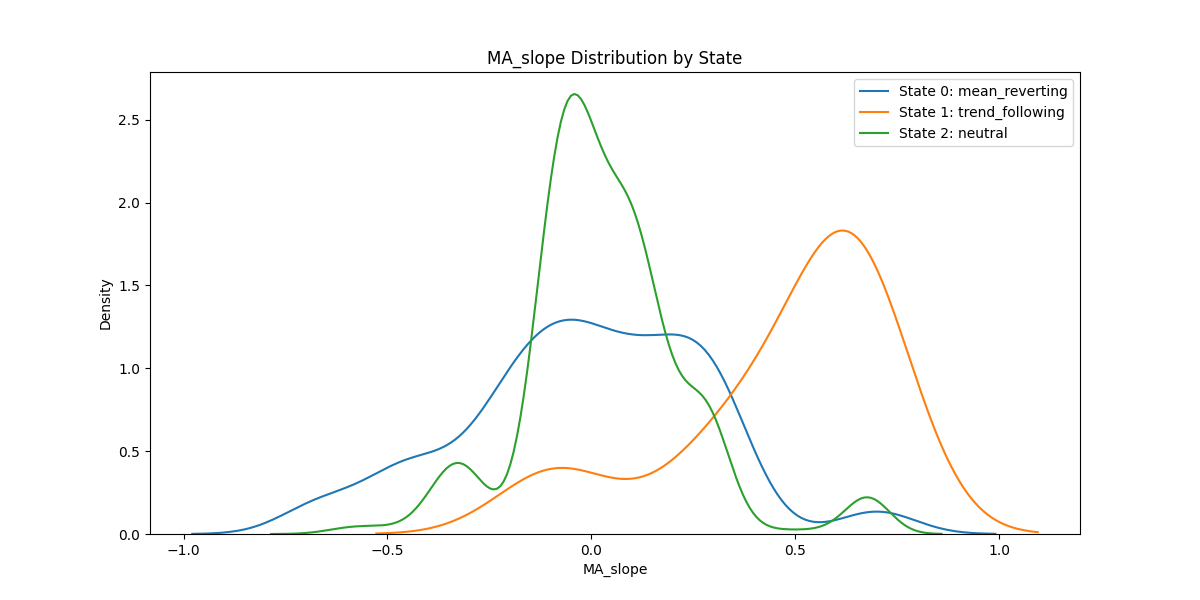 MA_slope Distribution by State
State 0: mean_reverting
State 1: trend_following
State 2: neutral
Density
2.5
2.0
1.5
1.0
0.5
0.0
−1.0 −0.5 0.0 0.5 1.0
MA_slope